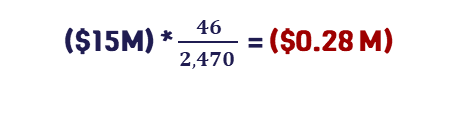 ($15M) * 46/2,470 = ($0.28 M)